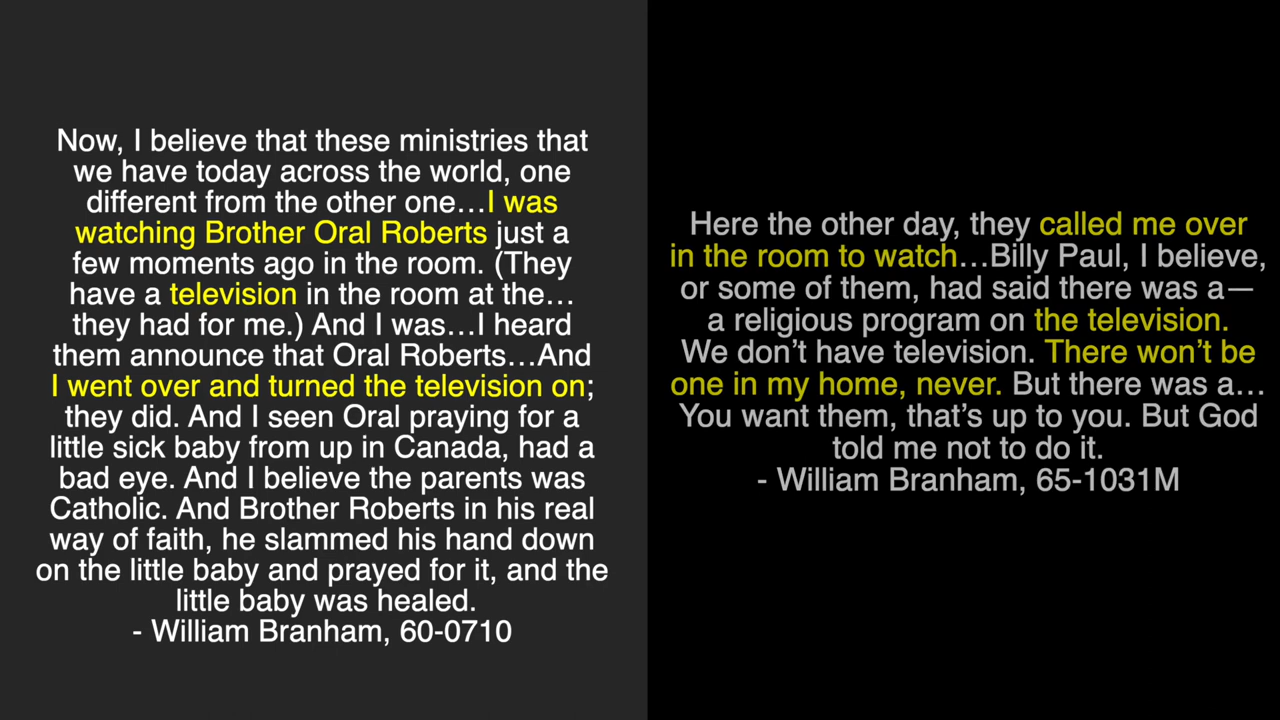 Now, I believe that these ministries that
we have today across the world, one
different from the other one…I was
watching Brother Oral Roberts just a
few moments ago in the room. (They
have a television in the room at the…
they had for me.) And I was…I heard
them announce that Oral Roberts…And
I went over and turned the television on;
they did. And I seen Oral praying for a
little sick baby from up in Canada, had a
bad eye. And I believe the parents was
Catholic. And Brother Roberts in his real
way of faith, he slammed his hand down
on the little baby and prayed for it, and the
little baby was healed.
- William Branham, 60-0710
Here the other day, they called me over
in the room to watch…Billy Paul, I believe,
or some of them, had said there was a—
a religious program on the television.
We don’t have television. There won’t be
one in my home, never. But there was a…
You want them, that’s up to you. But God
told me not to do it.
- William Branham, 65-1031M